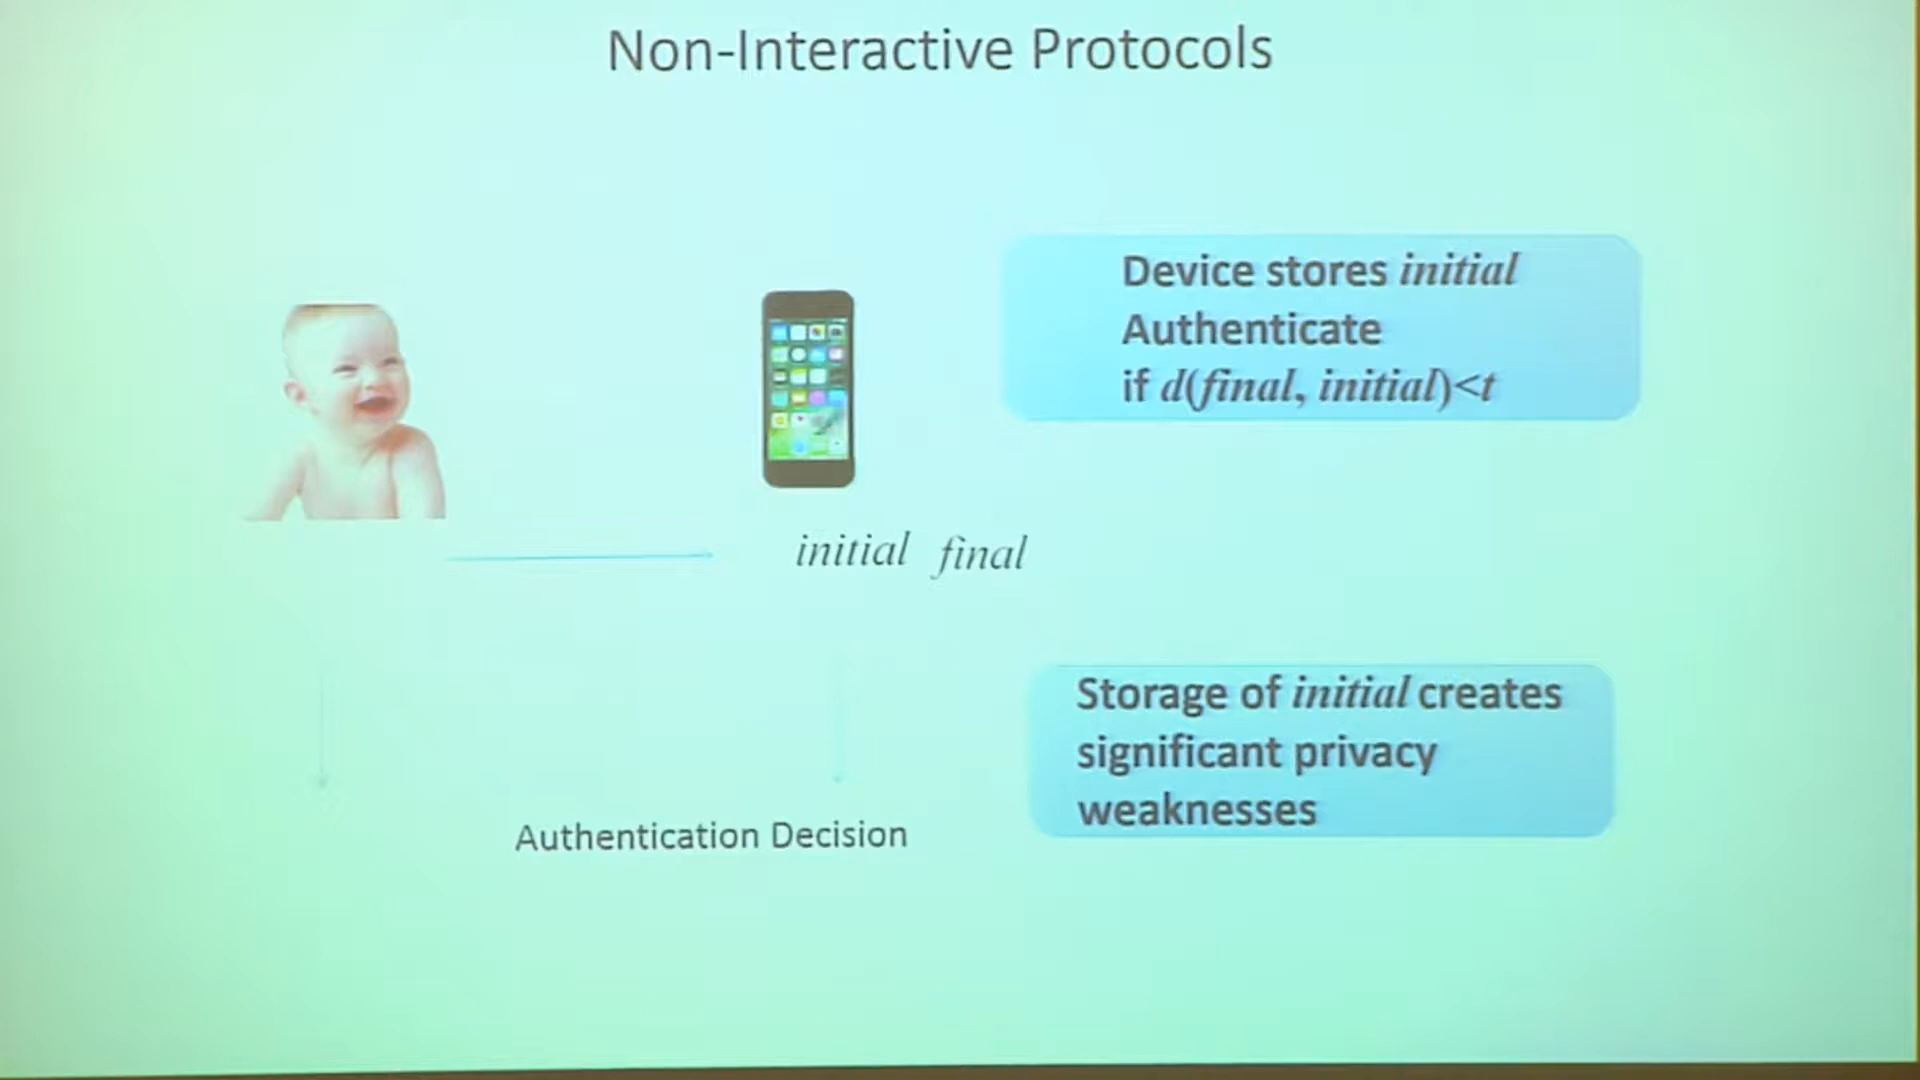 Non-Interactive Protocols
Device stores initial
Authenticate
if d(final, initial)<t
initial final
Storage of initial creates
significant privacy
weaknesses
Authentication Decision